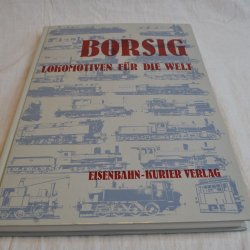 BORSIG
LOKOMOTIVEN FÜR DIE WELT
EISENBAHN-KURIER VERLAG